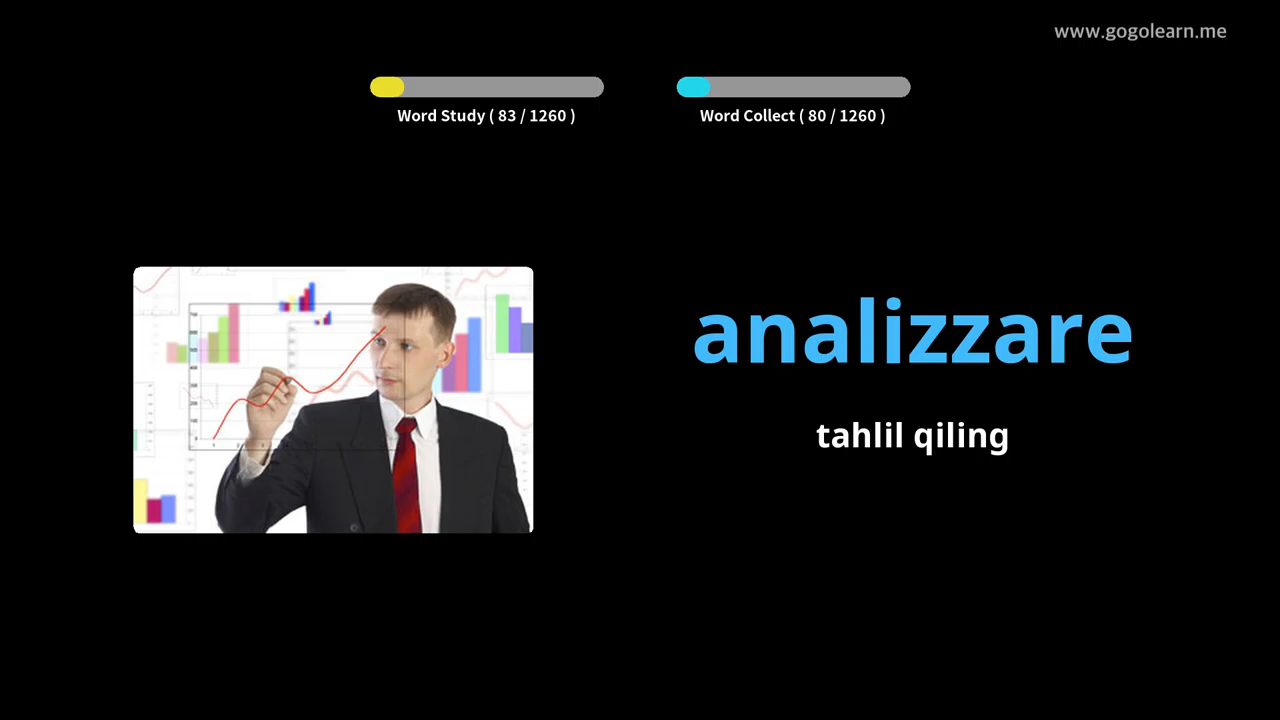 www.gogolearn.me
Word Study ( 83 / 1260 )
Word Collect ( 80 / 1260 )
analizzare
tahlil qiling